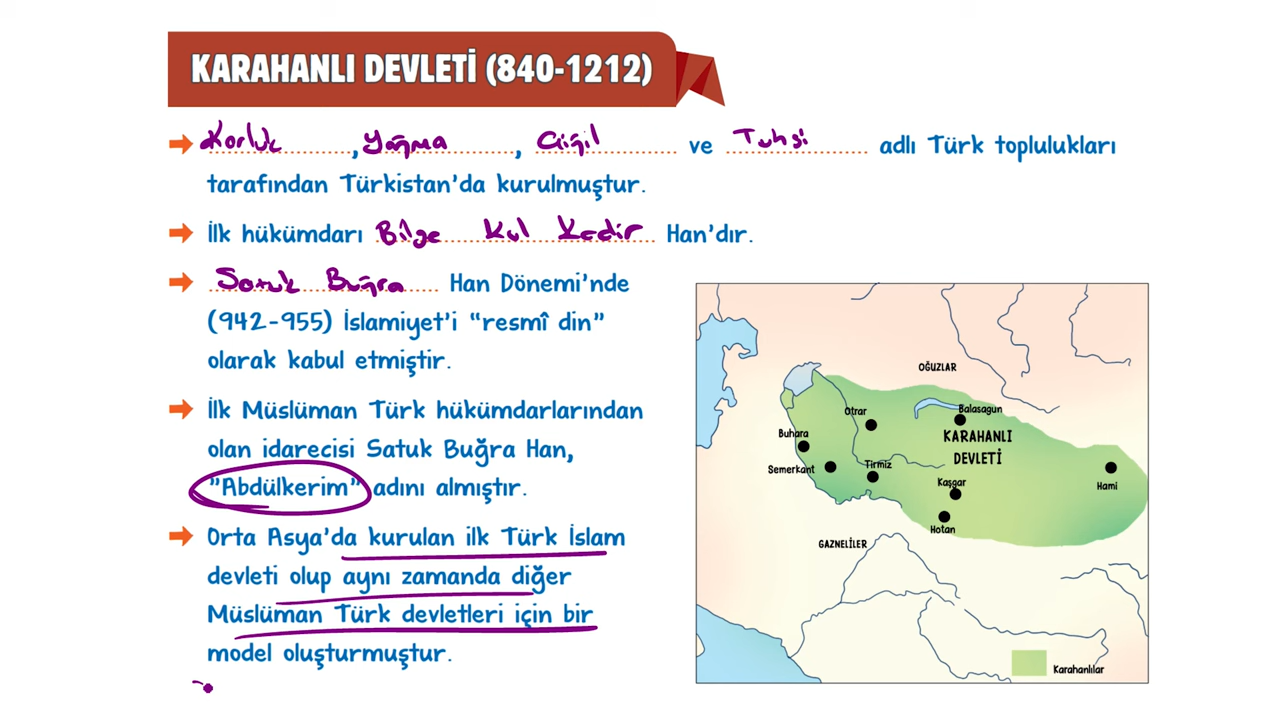 KARAHANLI DEVLETİ (840-1212)
→ Karluk, Yağma, Çiğil ve Tuhsi adlı Türk toplulukları
tarafından Türkistan'da kurulmuştur.
→ İlk hükümdarı Bilge Kul Kadir Han'dır.
→ Satuk Buğra Han Dönemi'nde
(942-955) İslamiyet'i "resmî din"
olarak kabul etmiştir.
→ İlk Müslüman Türk hükümdarlarından
olan idarecisi Satuk Buğra Han,
"Abdülkerim" adını almıştır.
→ Orta Asya'da kurulan ilk Türk İslam
devleti olup aynı zamanda diğer
Müslüman Türk devletleri için bir
model oluşturmuştur.
OĞUZLAR
Otrar
Balasagun
Buhara
KARAHANLI
DEVLETİ
Semerkant
Tirmiz
Kaşgar
Hami
Hotan
GAZNELİLER
Karahanlılar